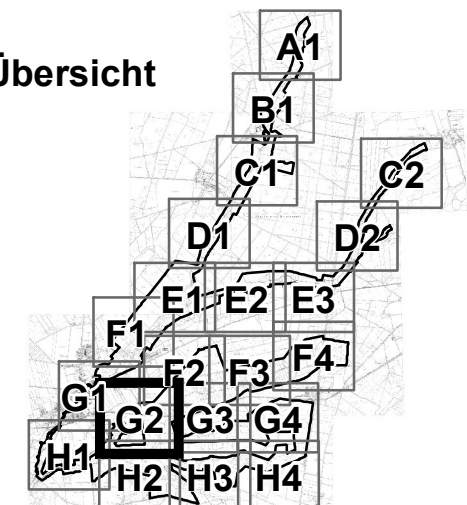 Übersicht
A1
B1
C1 C2
D1 D2
E1 E2 E3
F1 F2 F3 F4
G1 G2 G3 G4
H1 H2 H3 H4